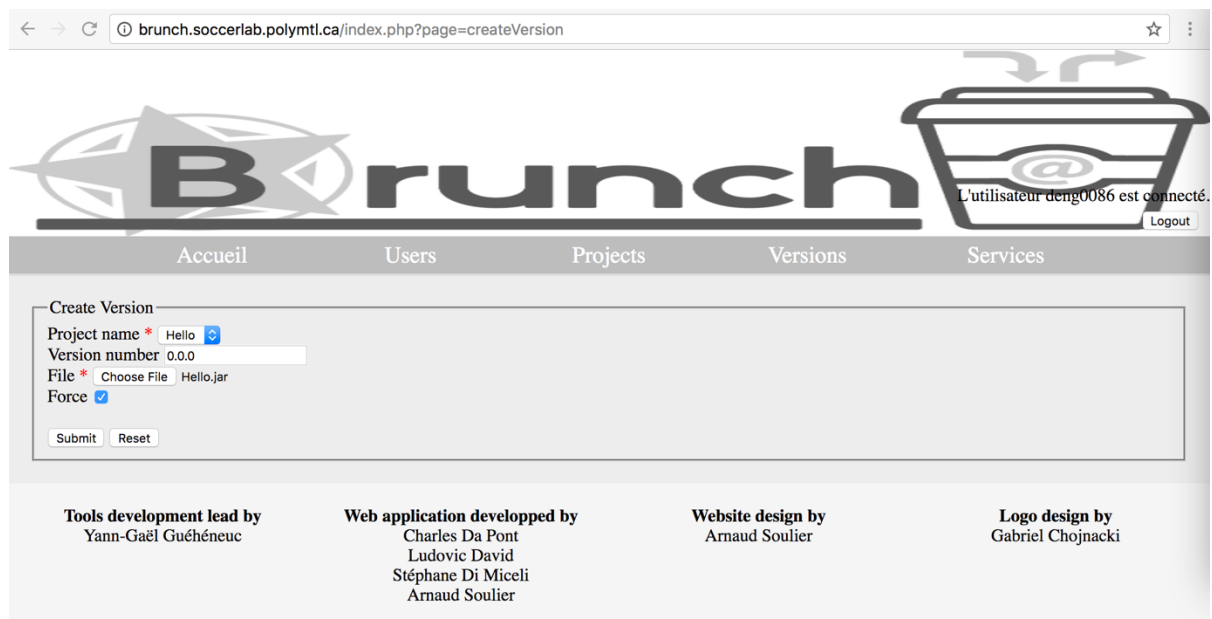 brunch.soccerlab.polymtl.ca/index.php?page=createVersion
Brunch
@
L'utilisateur deng0086 est connecté.
Logout
Accueil Users Projects Versions Services
Create Version
Project name * Hello
Version number 0.0.0
File * Choose File Hello.jar
Force
Submit Reset
Tools development lead by
Yann-Gaël Guéhéneuc
Web application developped by
Charles Da Pont
Ludovic David
Stéphane Di Miceli
Arnaud Soulier
Website design by
Arnaud Soulier
Logo design by
Gabriel Chojnacki